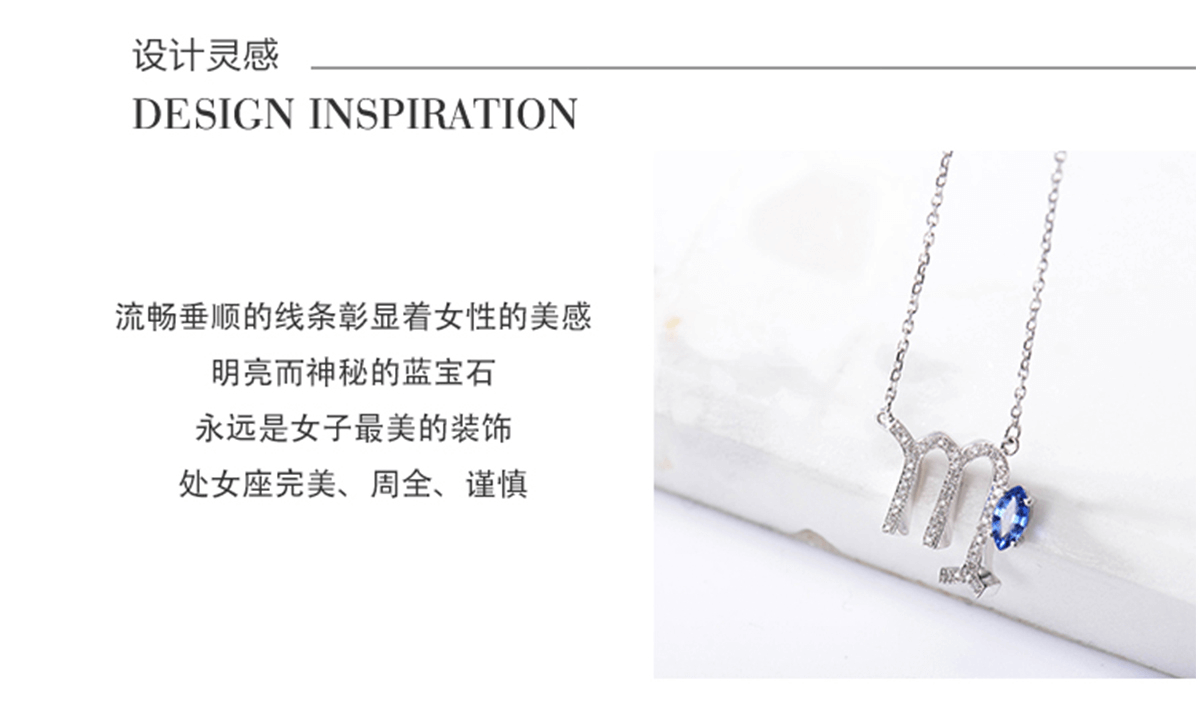 设计灵感
DESIGN INSPIRATION
流畅垂顺的线条彰显着女性的美感
明亮而神秘的蓝宝石
永远是女子最美的装饰
处女座完美、周全、谨慎